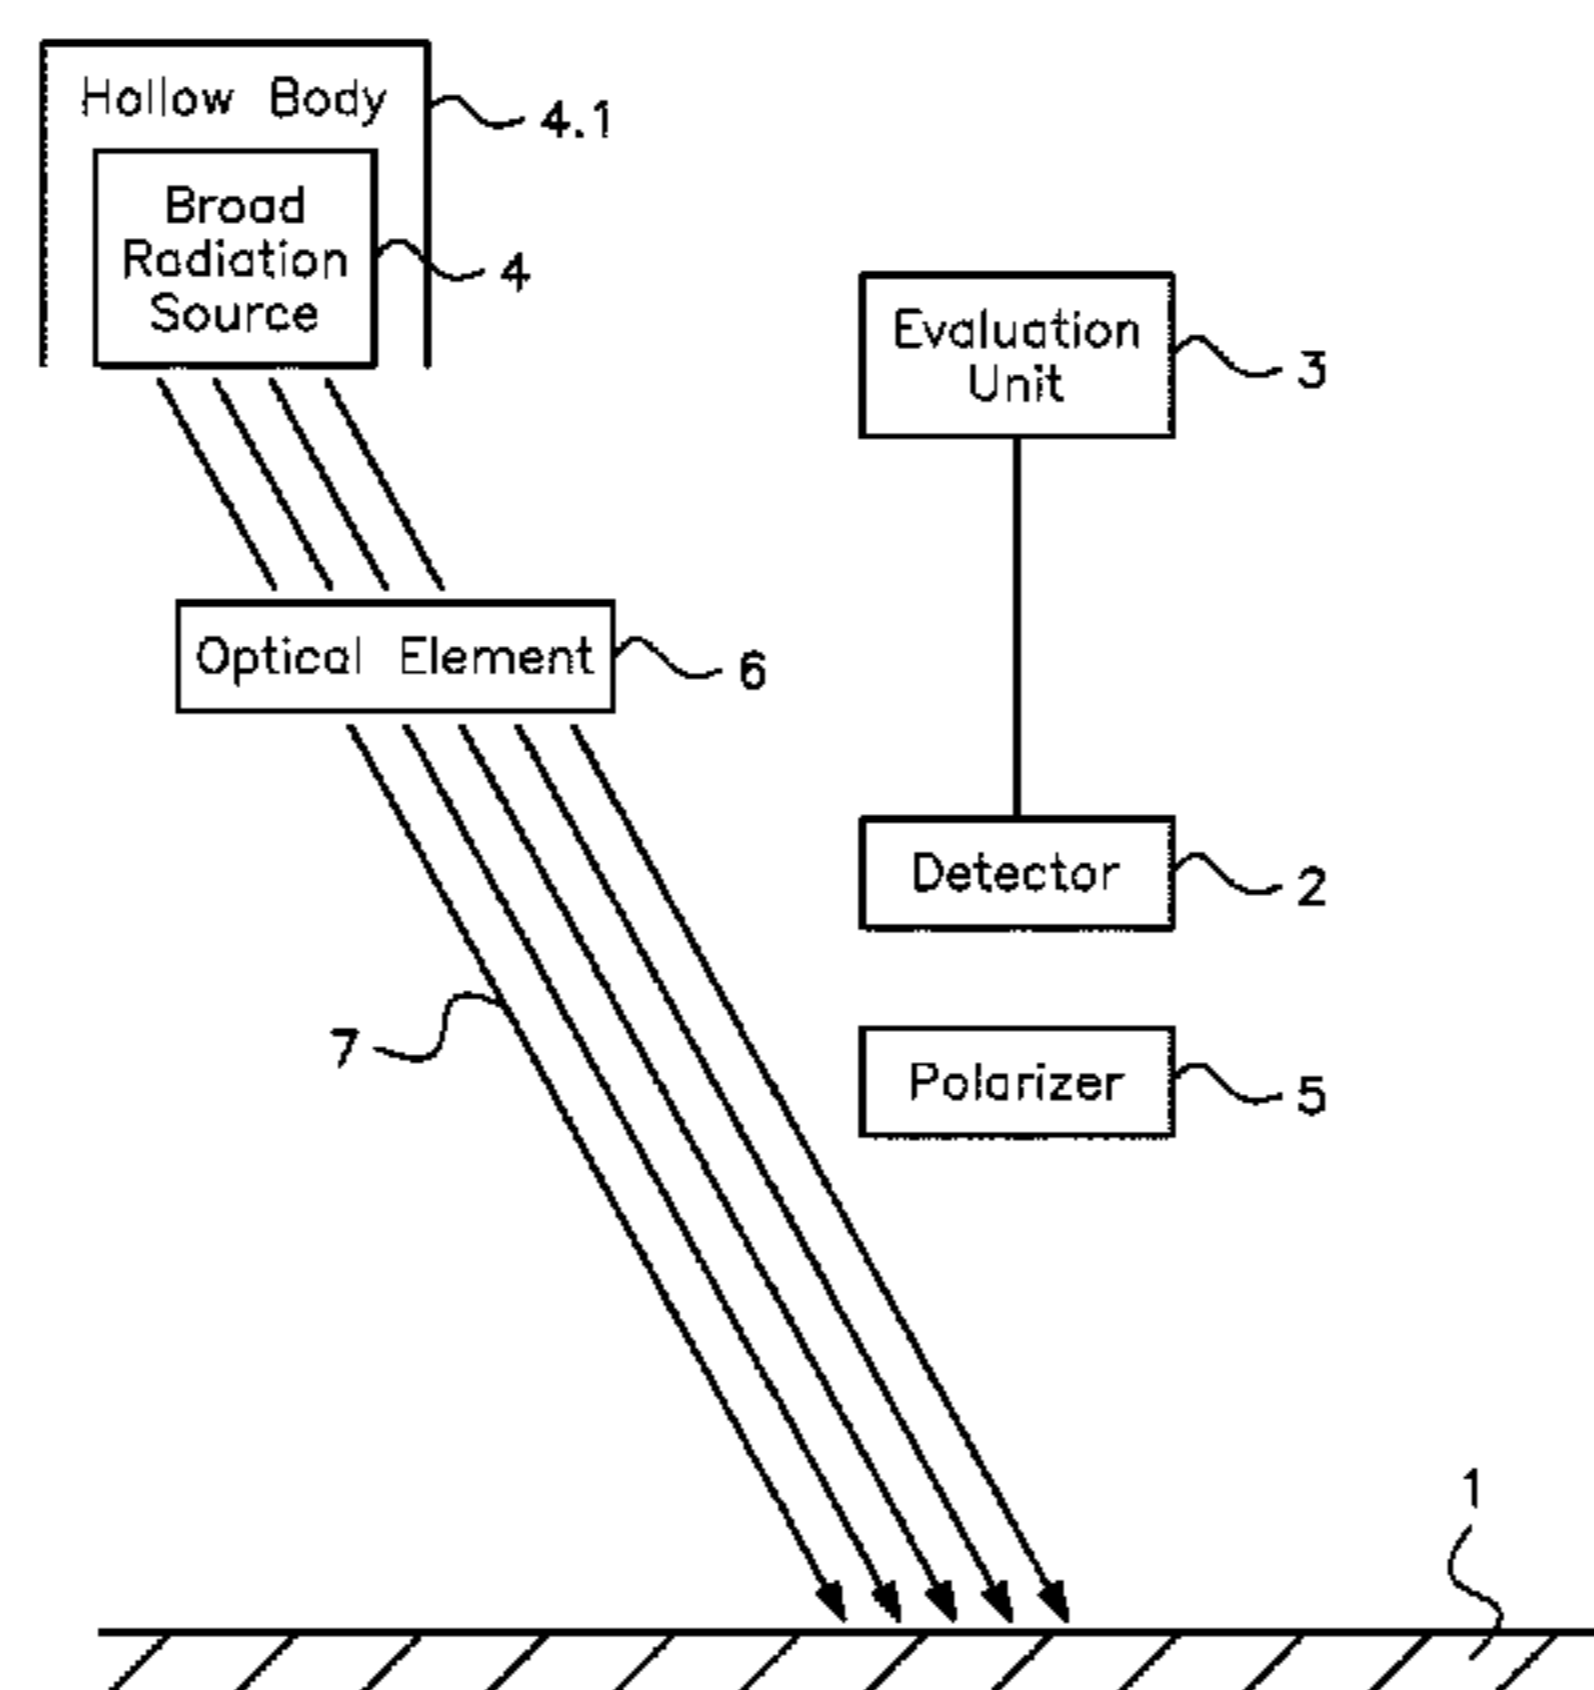 Hollow Body
4.1
Broad
Radiation
Source
4
Evaluation
Unit
3
Optical Element
6
Detector
2
7
Polarizer
5
1